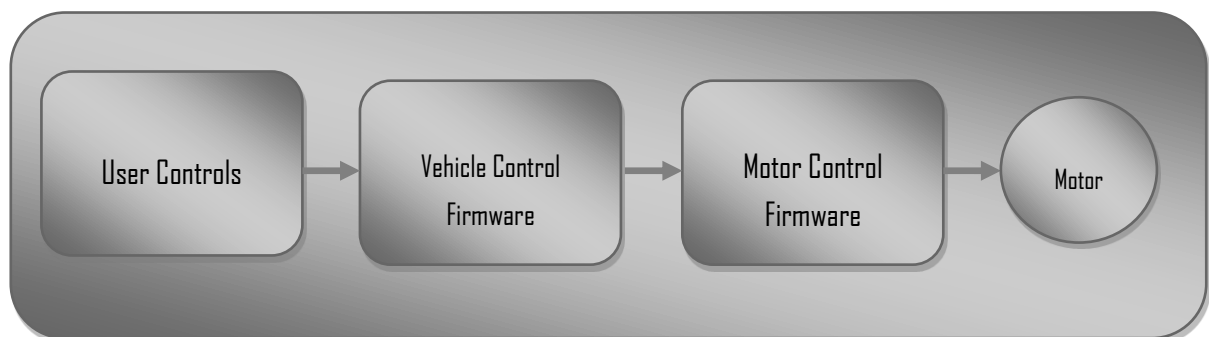 User Controls
Vehicle Control
Firmware
Motor Control
Firmware
Motor